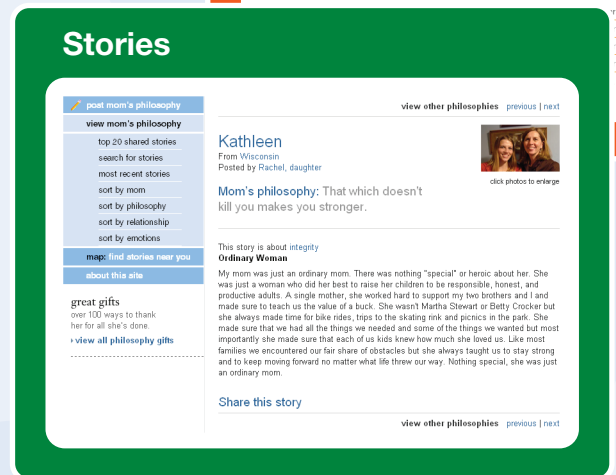 Stories
post mom's philosophy
view mom's philosophy
top 20 shared stories
search for stories
most recent stories
sort by mom
sort by philosophy
sort by relationship
sort by emotions
map: find stories near you
about this site
great gifts
over 100 ways to thank
her for all she's done.
› view all philosophy gifts
view other philosophies previous | next
Kathleen
From Wisconsin
Posted by Rachel, daughter
click photos to enlarge
Mom's philosophy: That which doesn't
kill you makes you stronger.
This story is about integrity
Ordinary Woman
My mom was just an ordinary mom. There was nothing "special" or heroic about her. She
was just a woman who did her best to raise her children to be responsible, honest, and
productive adults. A single mother, she worked hard to support my two brothers and I and
made sure to teach us the value of a buck. She wasn't Martha Stewart or Betty Crocker but
she always made time for bike rides, trips to the skating rink and picnics in the park. She
made sure that we had all the things we needed and some of the things we wanted but most
importantly she made sure that each of us kids knew how much she loved us. Like most
families we encountered our fair share of obstacles but she always taught us to stay strong
and to keep moving forward no matter what life threw our way. Nothing special, she was just
an ordinary mom.
Share this story
view other philosophies previous | next